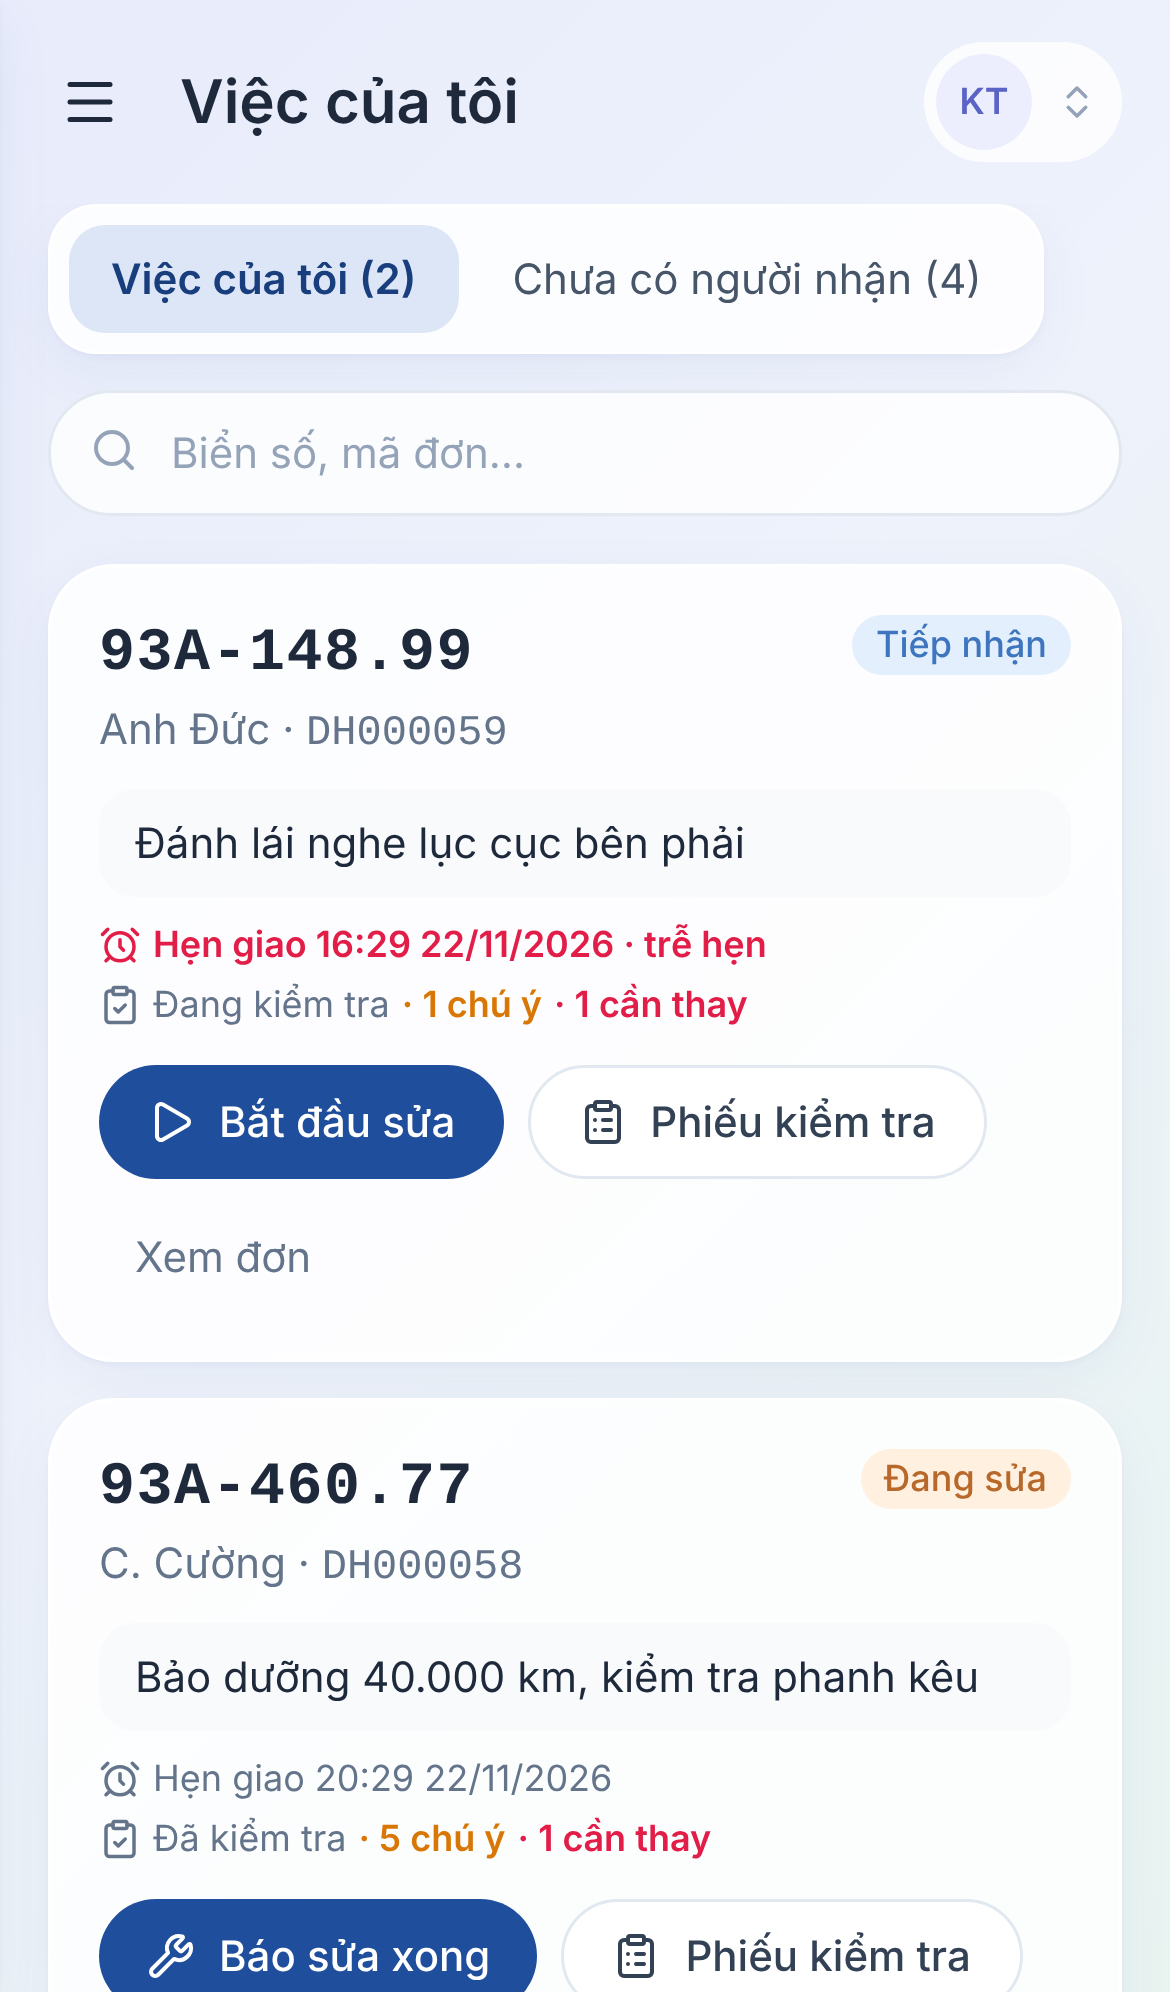 Việc của tôi
KT
Việc của tôi (2)
Chưa có người nhận (4)
Biển số, mã đơn...
93A-148.99
Tiếp nhận
Anh Đức · DH000059
Đánh lái nghe lục cục bên phải
Hẹn giao 16:29 22/11/2026 · trễ hẹn
Đang kiểm tra · 1 chú ý · 1 cần thay
Bắt đầu sửa
Phiếu kiểm tra
Xem đơn
93A-460.77
Đang sửa
C. Cường · DH000058
Bảo dưỡng 40.000 km, kiểm tra phanh kêu
Hẹn giao 20:29 22/11/2026
Đã kiểm tra · 5 chú ý · 1 cần thay
Báo sửa xong
Phiếu kiểm tra